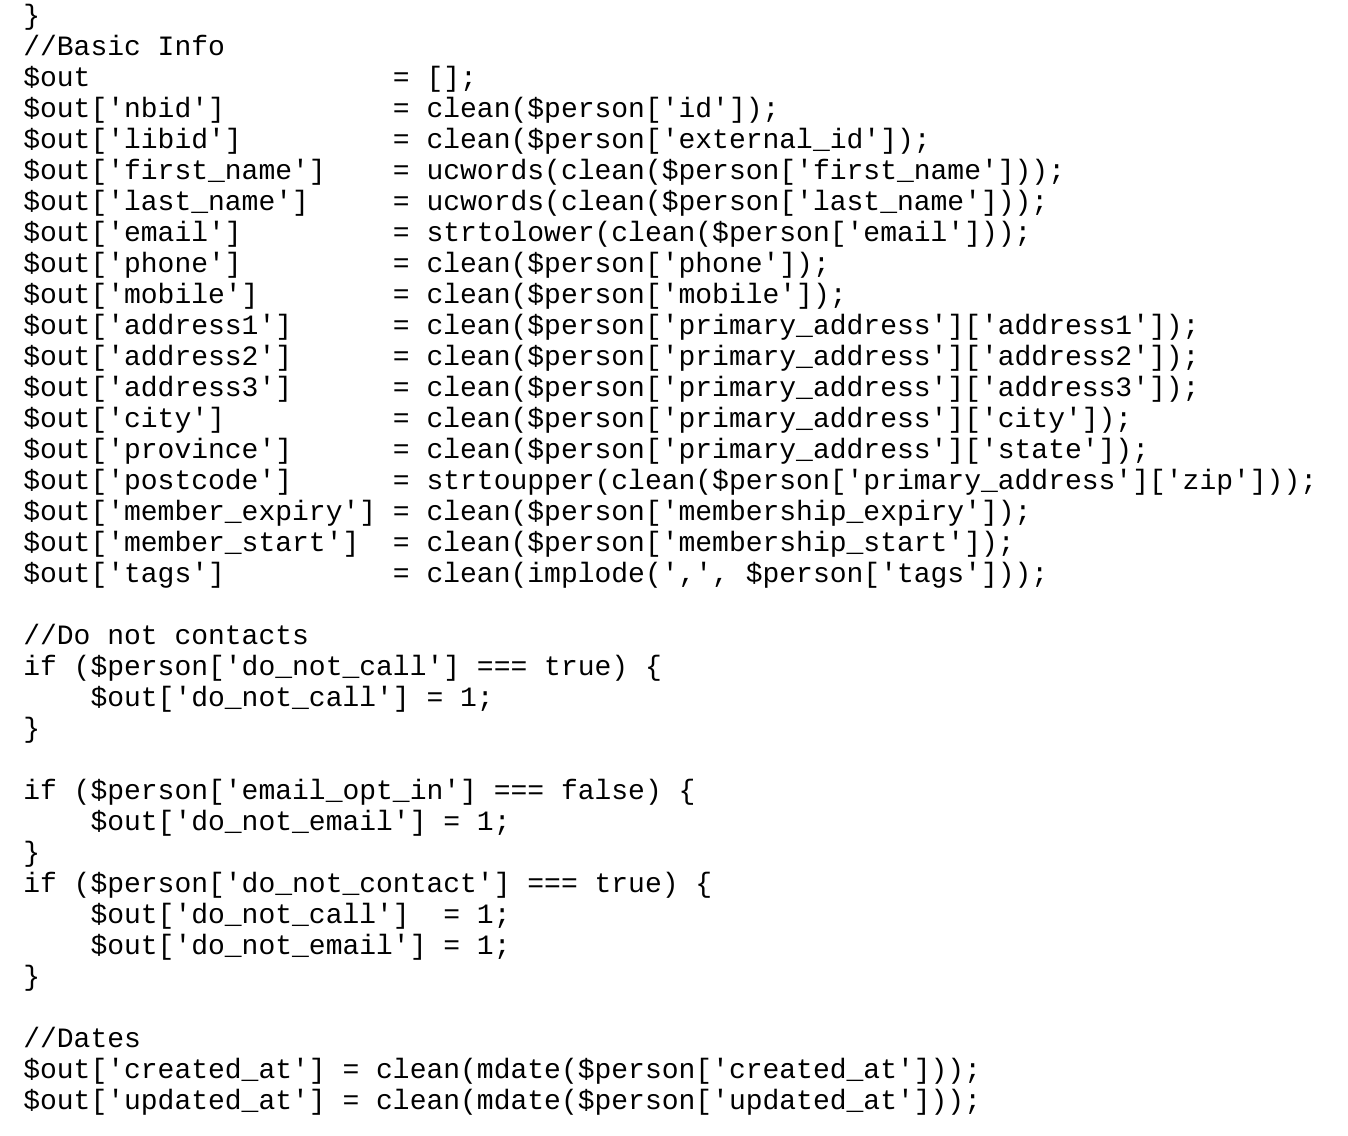 }
//Basic Info
$out                  = [];
$out['nbid']          = clean($person['id']);
$out['libid']         = clean($person['external_id']);
$out['first_name']    = ucwords(clean($person['first_name']));
$out['last_name']     = ucwords(clean($person['last_name']));
$out['email']         = strtolower(clean($person['email']));
$out['phone']         = clean($person['phone']);
$out['mobile']        = clean($person['mobile']);
$out['address1']      = clean($person['primary_address']['address1']);
$out['address2']      = clean($person['primary_address']['address2']);
$out['address3']      = clean($person['primary_address']['address3']);
$out['city']          = clean($person['primary_address']['city']);
$out['province']      = clean($person['primary_address']['state']);
$out['postcode']      = strtoupper(clean($person['primary_address']['zip']));
$out['member_expiry'] = clean($person['membership_expiry']);
$out['member_start']  = clean($person['membership_start']);
$out['tags']          = clean(implode(',', $person['tags']));

//Do not contacts
if ($person['do_not_call'] === true) {
    $out['do_not_call'] = 1;
}

if ($person['email_opt_in'] === false) {
    $out['do_not_email'] = 1;
}
if ($person['do_not_contact'] === true) {
    $out['do_not_call']  = 1;
    $out['do_not_email'] = 1;
}

//Dates
$out['created_at'] = clean(mdate($person['created_at']));
$out['updated_at'] = clean(mdate($person['updated_at']));